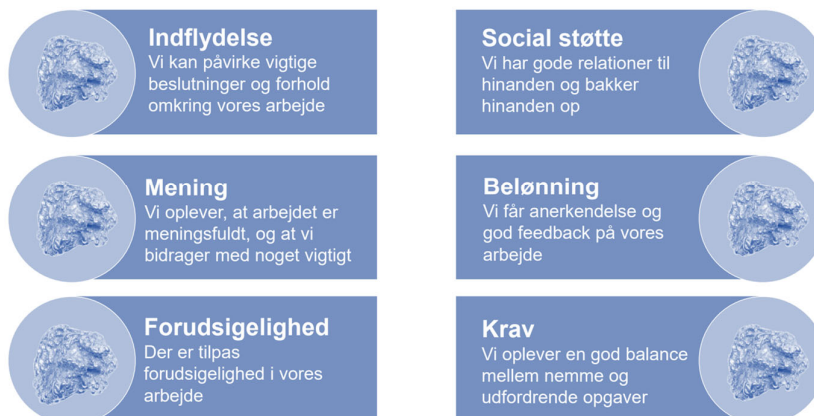 Indflydelse
Vi kan påvirke vigtige
beslutninger og forhold
omkring vores arbejde
Social støtte
Vi har gode relationer til
hinanden og bakker
hinanden op
Mening
Vi oplever, at arbejdet er
meningsfuldt, og at vi
bidrager med noget vigtigt
Belønning
Vi får anerkendelse og
god feedback på vores
arbejde
Forudsigelighed
Der er tilpas
forudsigelighed i vores
arbejde
Krav
Vi oplever en god balance
mellem nemme og
udfordrende opgaver